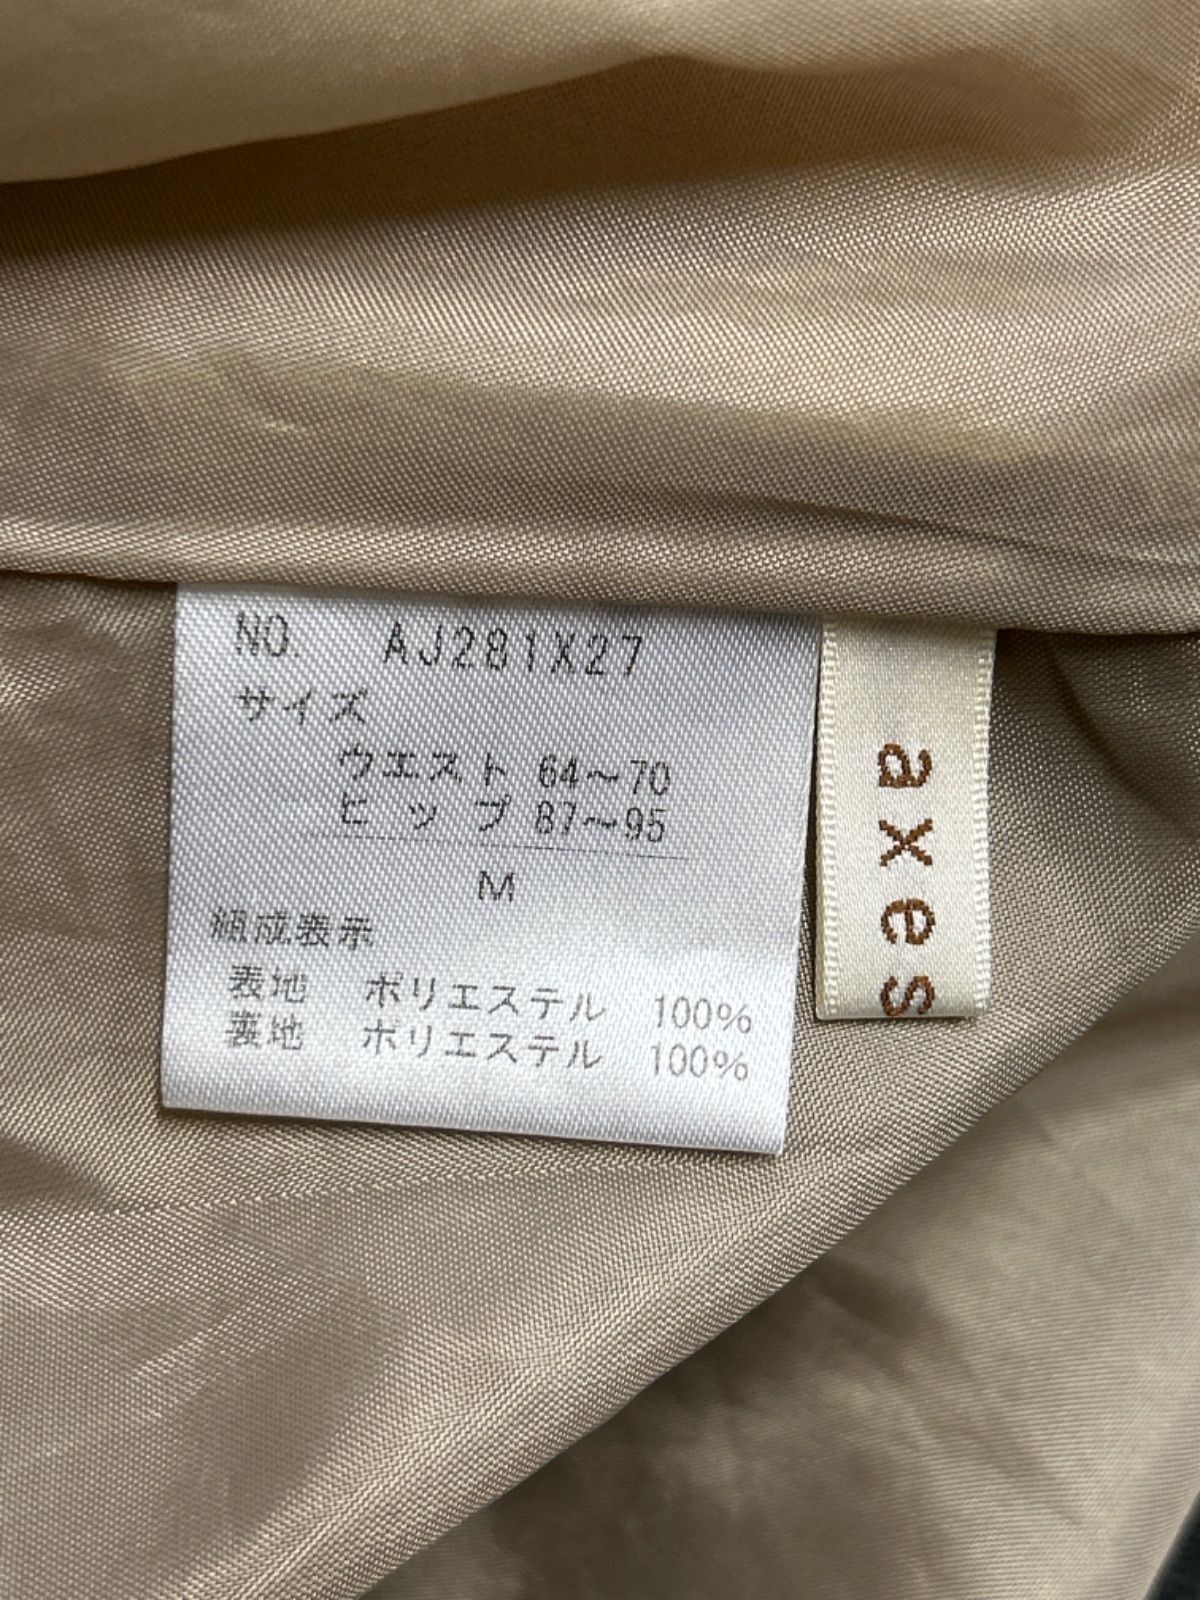 NO. AJ281X27
サイズ
ウエスト 64～70
ヒップ 87～95
M
組成表示
表地 ポリエステル 100%
裏地 ポリエステル 100%
axes